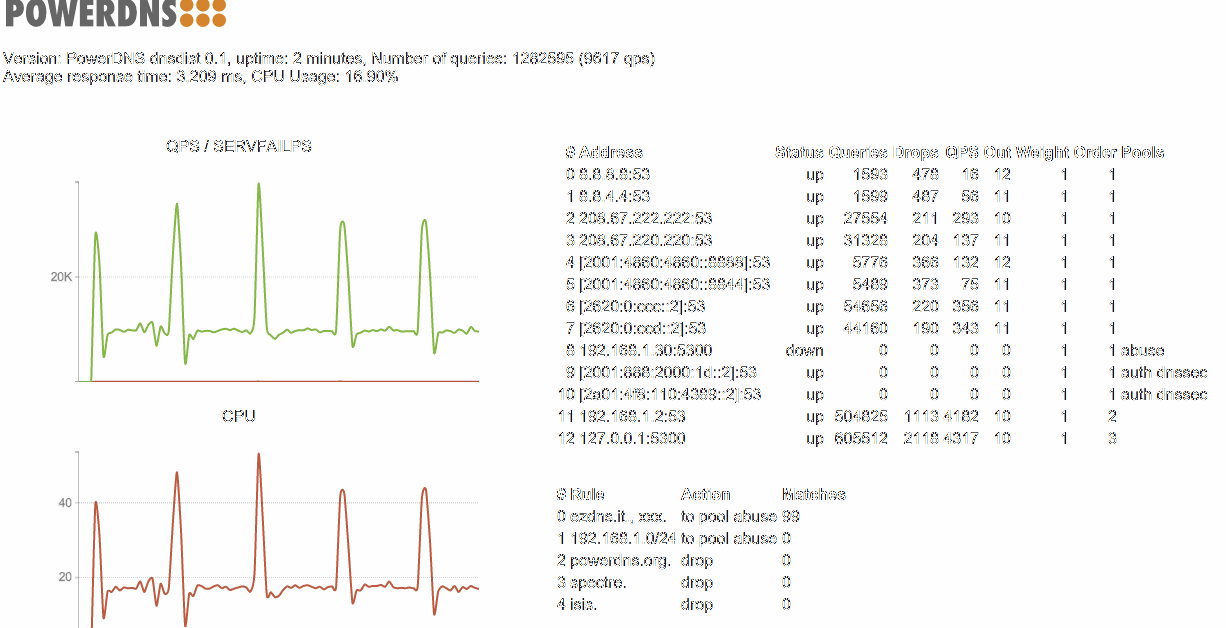 POWERDNS
Version: PowerDNS dnsdist 0.1, uptime: 2 minutes, Number of queries: 1282595 (9617 qps)
Average response time: 3.209 ms, CPU Usage: 16.90%
QPS / SERVFAILPS
20K
CPU
40
20
# Address Status Queries Drops QPS Out Weight Order Pools
0 8.8.8.8:53 up 1593 478 16 12 1 1
1 8.8.4.4:53 up 1599 487 56 11 1 1
2 208.67.222.222:53 up 27554 211 293 10 1 1
3 208.67.220.220:53 up 31328 204 137 11 1 1
4 [2001:4860:4860::8888]:53 up 5776 366 132 12 1 1
5 [2001:4860:4860::8844]:53 up 5489 373 75 11 1 1
6 [2620:0:ccc::2]:53 up 54656 220 356 11 1 1
7 [2620:0:ccd::2]:53 up 44160 190 343 11 1 1
8 192.168.1.30:5300 down 0 0 0 0 1 1 abuse
9 [2001:888:2000:1d::2]:53 up 0 0 0 0 1 1 auth dnssec
10 [2a01:4f8:110:4389::2]:53 up 0 0 0 0 1 1 auth dnssec
11 192.168.1.2:53 up 504825 1113 4182 10 1 2
12 127.0.0.1:5300 up 605512 2118 4317 10 1 3
# Rule Action Matches
0 ezdns.it., xxx. to pool abuse 99
1 192.168.1.0/24 to pool abuse 0
2 powerdns.org. drop 0
3 spectre. drop 0
4 isis. drop 0